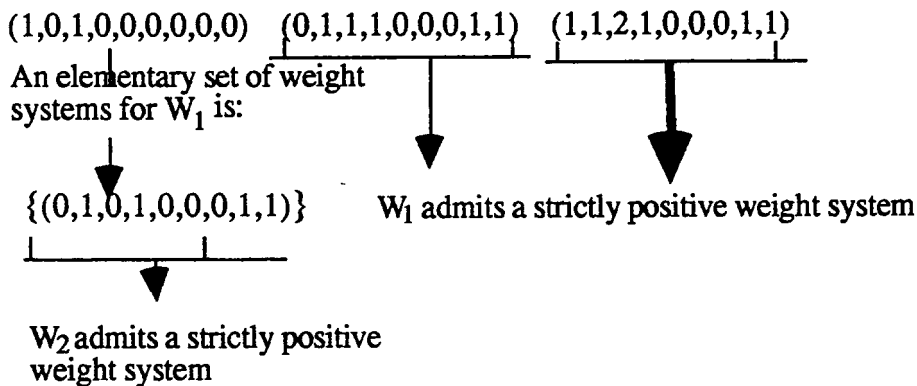 (1,0,1,0,0,0,0,0,0) (0,1,1,1,0,0,0,1,1) (1,1,2,1,0,0,0,1,1)
An elementary set of weight
systems for W1 is:
{(0,1,0,1,0,0,0,1,1)}
W1 admits a strictly positive weight system
W2 admits a strictly positive
weight system